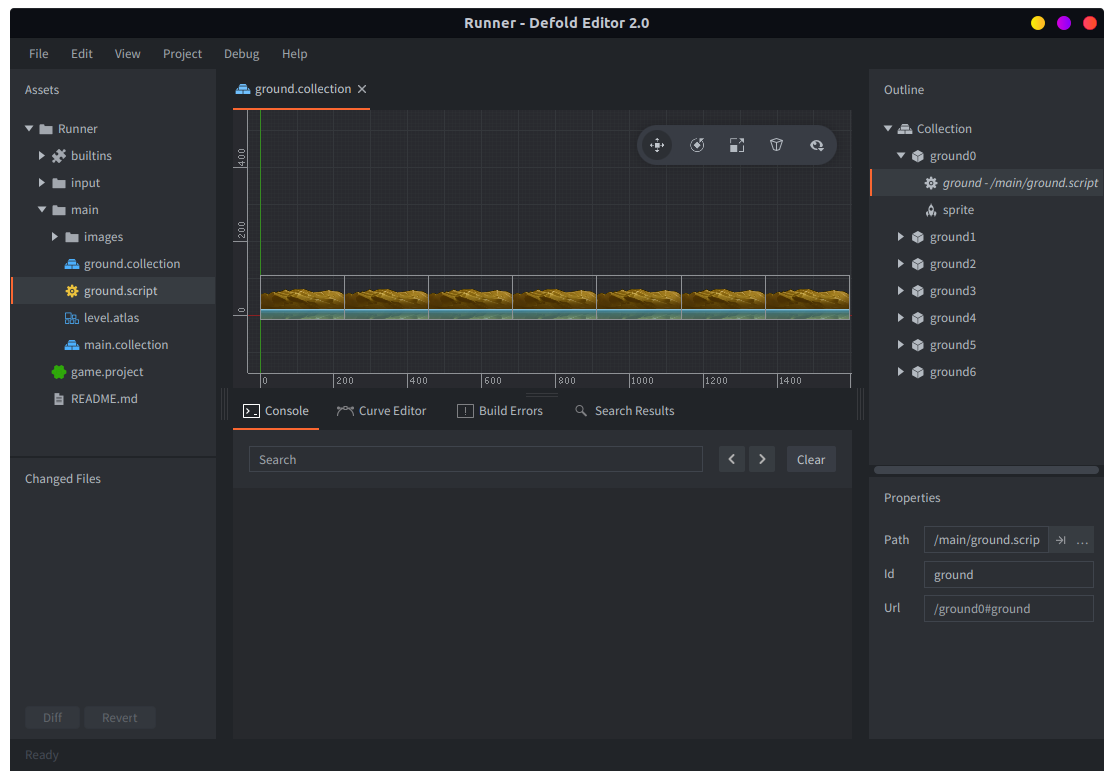 Runner - Defold Editor 2.0
File Edit View Project Debug Help
Assets
Runner
builtins
input
main
images
ground.collection
ground.script
level.atlas
main.collection
game.project
README.md
Changed Files
Diff Revert
Ready
ground.collection
400
200
0
0 200 400 600 800 1000 1200 1400
Console Curve Editor Build Errors Search Results
Search
Clear
Outline
Collection
ground0
ground - /main/ground.script
sprite
ground1
ground2
ground3
ground4
ground5
ground6
Properties
Path /main/ground.scrip ...
Id ground
Url /ground0#ground